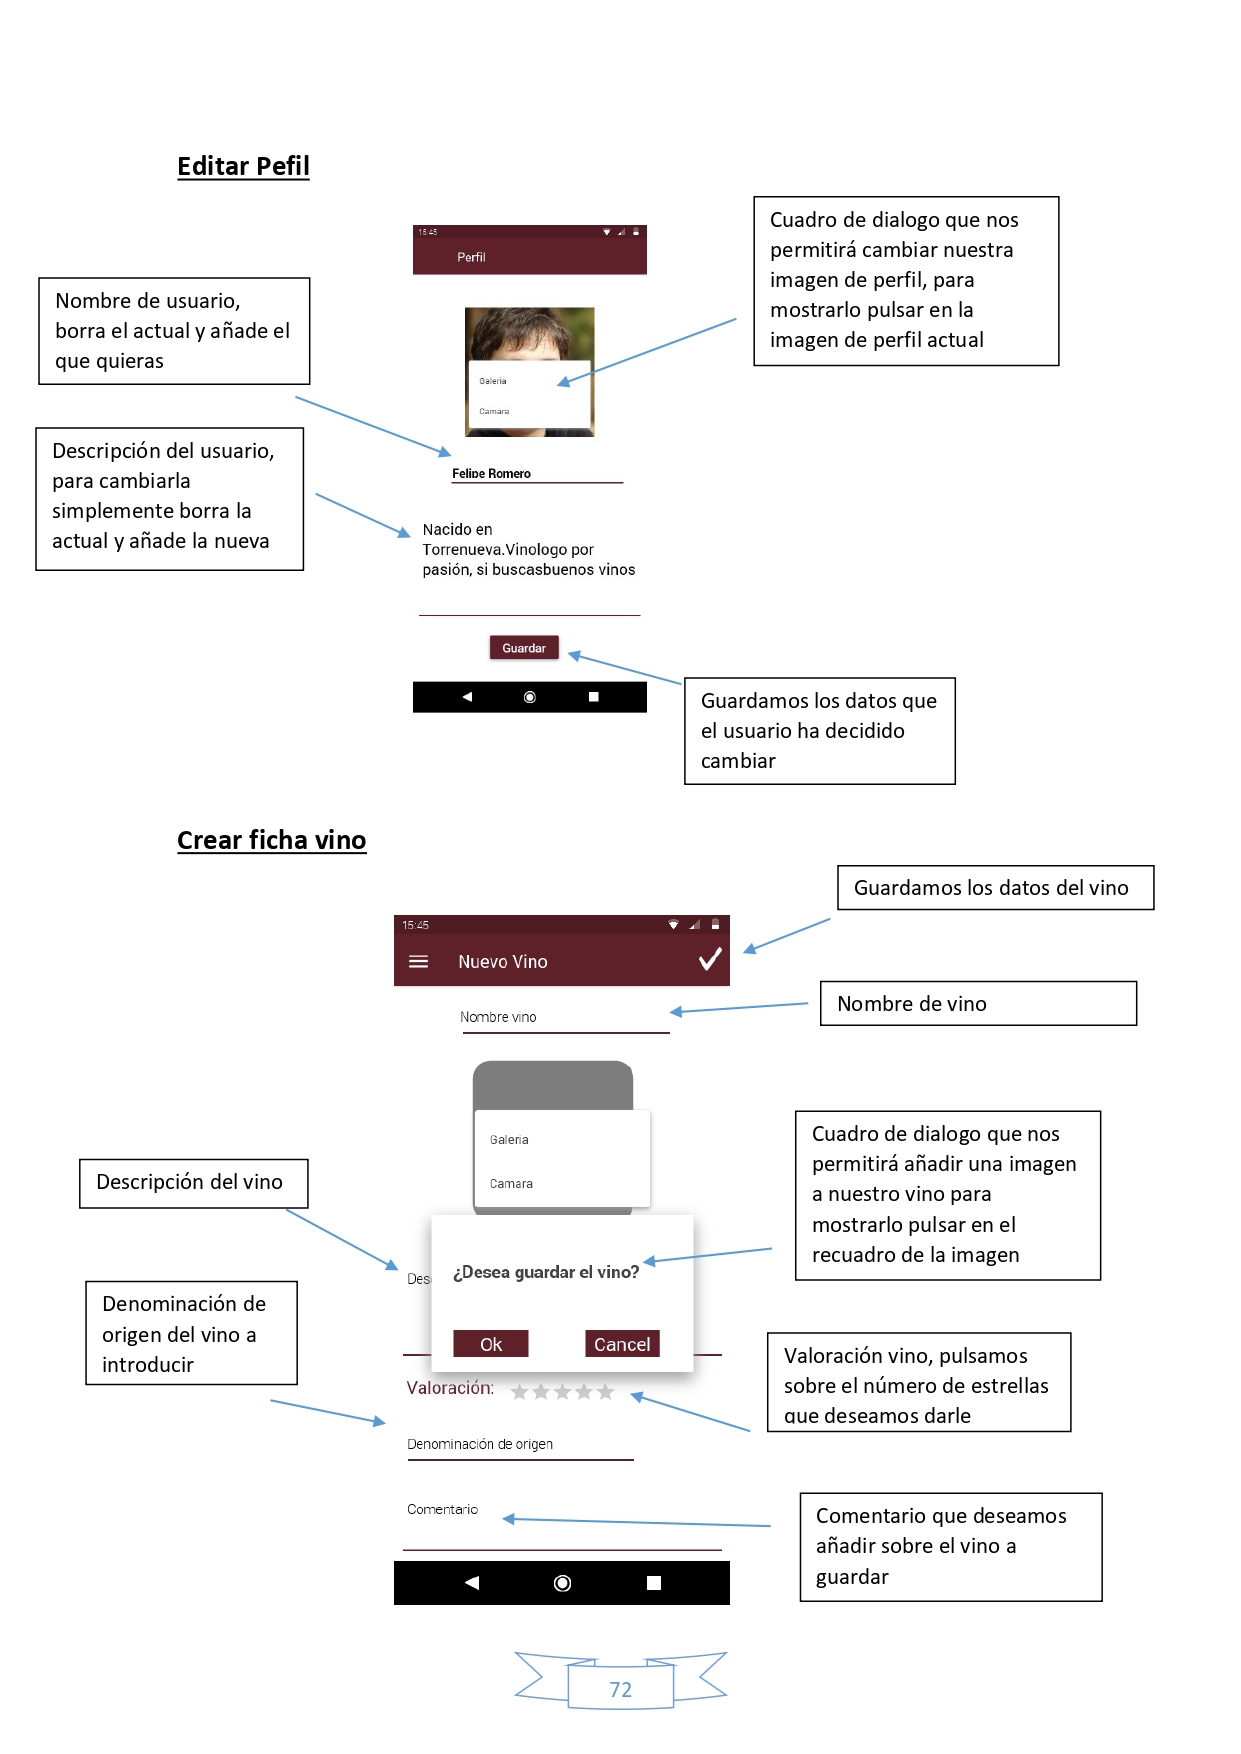 Editar Pefil
Cuadro de dialogo que nos
permitirá cambiar nuestra
imagen de perfil, para
mostrarlo pulsar en la
imagen de perfil actual
15:45
Perfil
Nombre de usuario,
borra el actual y añade el
que quieras
Galeria
Camara
Descripción del usuario,
para cambiarla
simplemente borra la
actual y añade la nueva
Felipe Romero
Nacido en
Torrenueva.Vinologo por
pasión, si buscasbuenos vinos
Guardar
Guardamos los datos que
el usuario ha decidido
cambiar
Crear ficha vino
Guardamos los datos del vino
15:45
Nuevo Vino
Nombre de vino
Nombre vino
Galeria
Camara
Cuadro de dialogo que nos
permitirá añadir una imagen
a nuestro vino para
mostrarlo pulsar en el
recuadro de la imagen
Descripción del vino
Des
¿Desea guardar el vino?
Ok
Cancel
Denominación de
origen del vino a
introducir
Valoración vino, pulsamos
sobre el número de estrellas
que deseamos darle
Valoración:
Denominación de origen
Comentario
Comentario que deseamos
añadir sobre el vino a
guardar
72